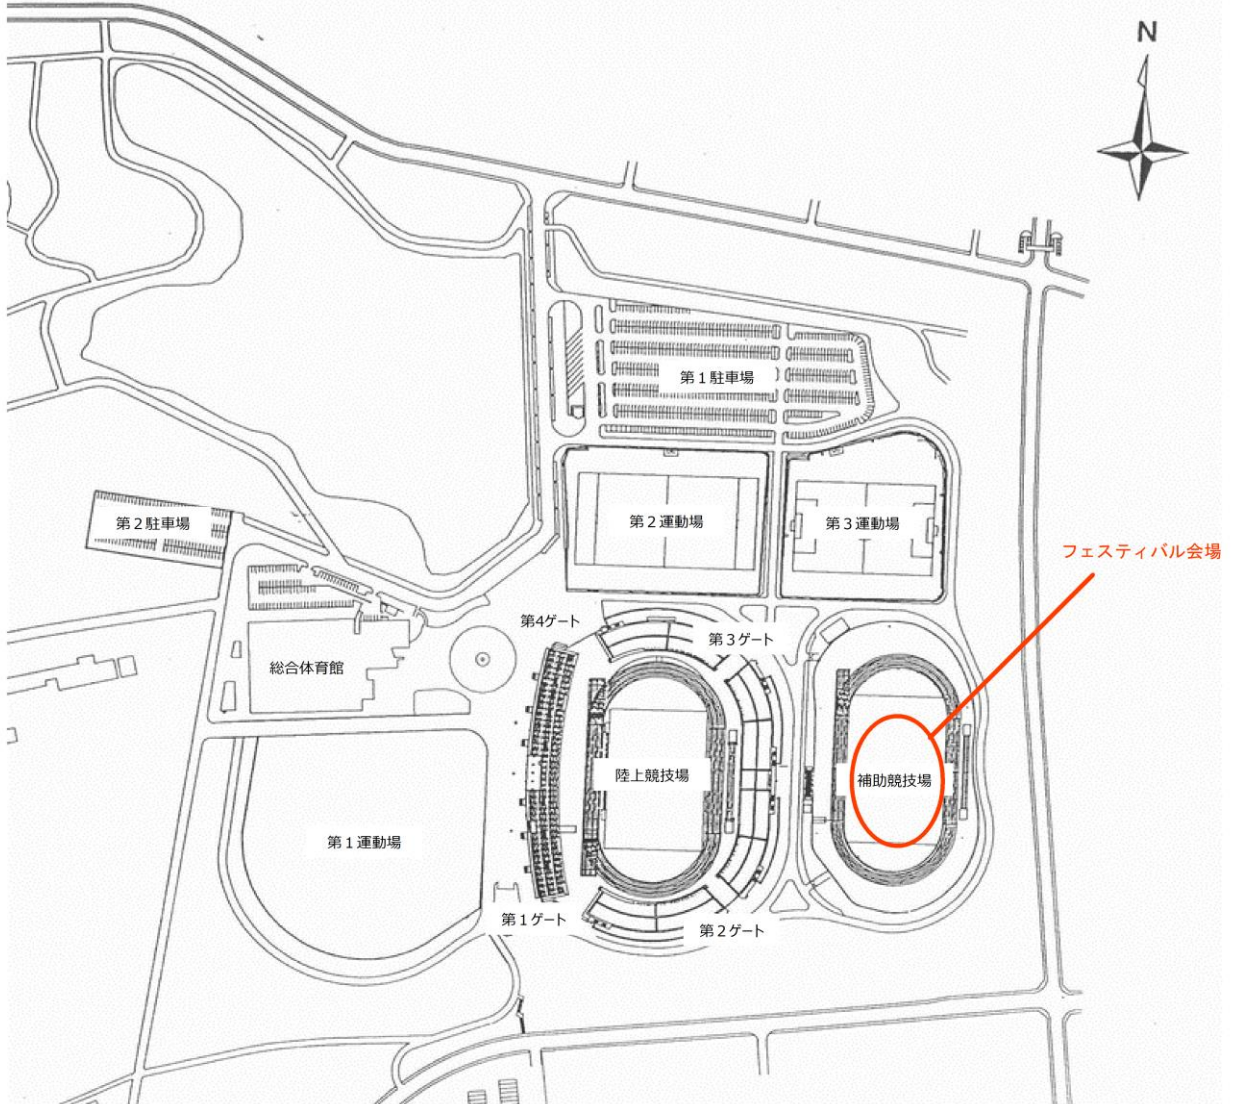 N
第１駐車場
第２駐車場
第２運動場
第３運動場
フェスティバル会場
第4ゲート
第３ゲート
総合体育館
陸上競技場
補助競技場
第１運動場
第１ゲート
第２ゲート